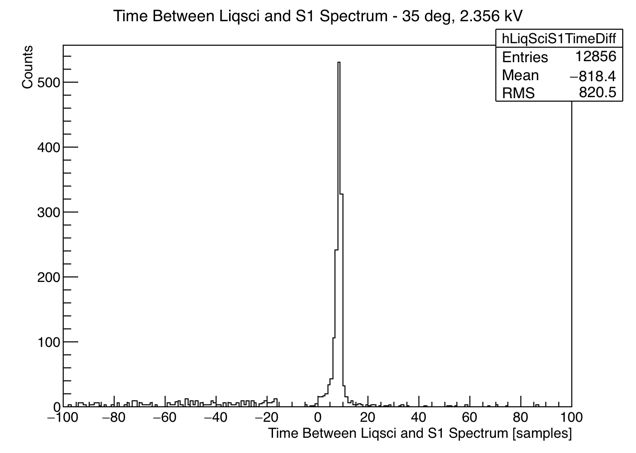 Time Between Liqsci and S1 Spectrum - 35 deg, 2.356 kV
hLiqSciS1TimeDiff
Entries 12856
Mean −818.4
RMS 820.5
Counts
500
400
300
200
100
0
−100 −80 −60 −40 −20 0 20 40 60 80 100
Time Between Liqsci and S1 Spectrum [samples]